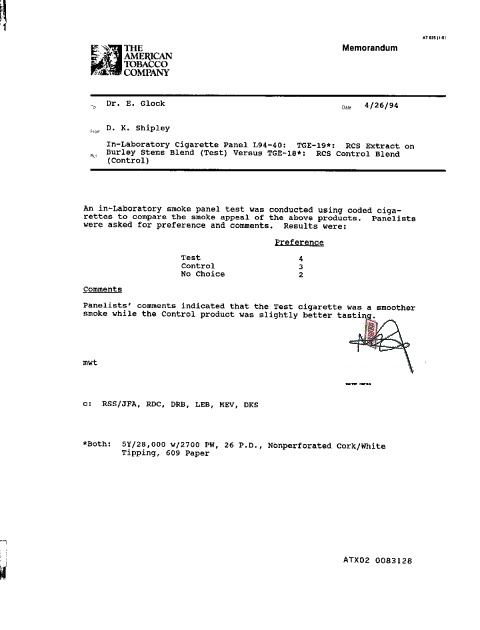 Memorandum
THE
AMERICAN
TOBACCO
COMPANY
To Dr. E. Glock Date 4/26/94
From D. K. Shipley
Ref In-Laboratory Cigarette Panel L94-40: TGE-19*: RCS Extract on
Burley Stems Blend (Test) Versus TGE-18*: RCS Control Blend
(Control)
An in-Laboratory smoke panel test was conducted using coded ciga-
rettes to compare the smoke appeal of the above products. Panelists
were asked for preference and comments. Results were:
Preference
Test 4
Control 3
No Choice 2
Comments
Panelists' comments indicated that the Test cigarette was a smoother
smoke while the Control product was slightly better tasting.
mwt
c: RSS/JFA, RDC, DRB, LEB, MEV, DKS
*Both: 5Y/28,000 w/2700 PW, 26 P.D., Nonperforated Cork/White
Tipping, 609 Paper
ATX02 0083128